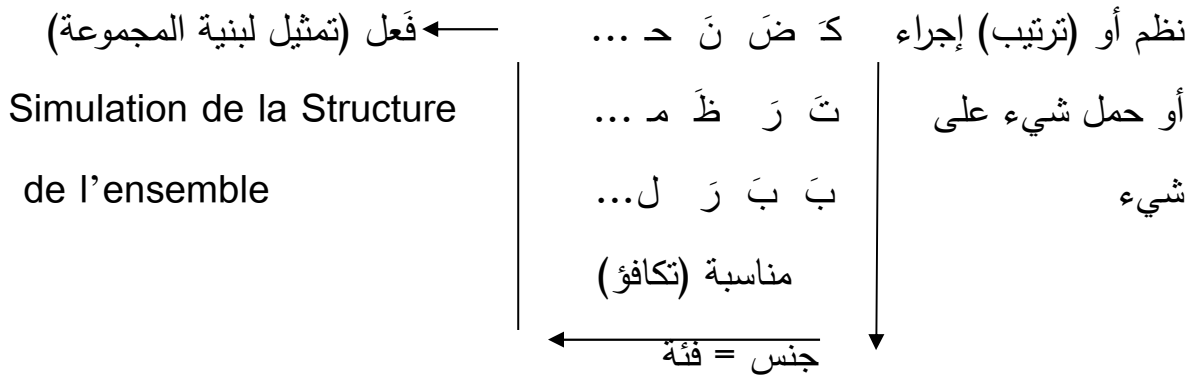 نظم أو (ترتيب) إجراء كَ ضَ نَ حـ ... فَعل (تمثيل لبنية المجموعة)
أو حمل شيء على تَ رَ ظَ مـ ... Simulation de la Structure
شيء بَ بَ رَ ل... de l’ensemble
مناسبة (تكافؤ)
جنس = فئة